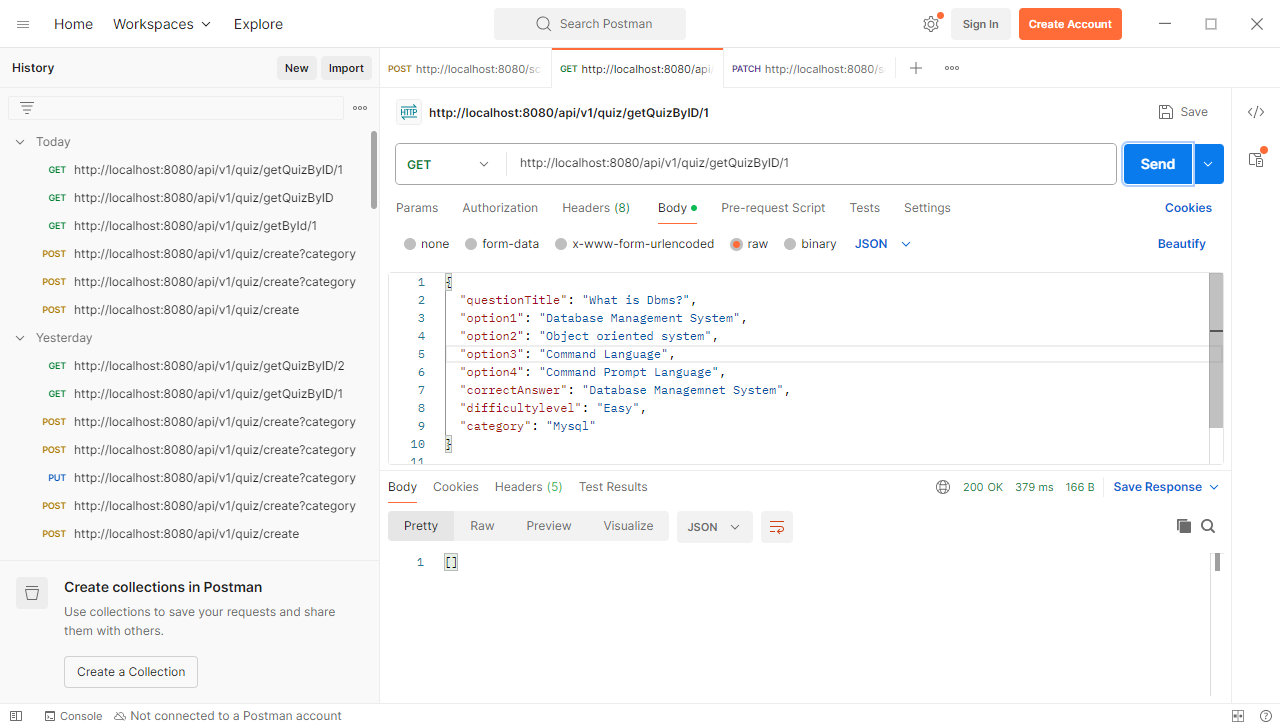 Home Workspaces Explore Search Postman Sign In Create Account
History New Import
Today
GET http://localhost:8080/api/v1/quiz/getQuizByID/1
GET http://localhost:8080/api/v1/quiz/getQuizByID
GET http://localhost:8080/api/v1/quiz/getById/1
POST http://localhost:8080/api/v1/quiz/create?category
POST http://localhost:8080/api/v1/quiz/create?category
POST http://localhost:8080/api/v1/quiz/create
Yesterday
GET http://localhost:8080/api/v1/quiz/getQuizByID/2
GET http://localhost:8080/api/v1/quiz/getQuizByID/1
POST http://localhost:8080/api/v1/quiz/create?category
POST http://localhost:8080/api/v1/quiz/create?category
PUT http://localhost:8080/api/v1/quiz/create?category
POST http://localhost:8080/api/v1/quiz/create?category
POST http://localhost:8080/api/v1/quiz/create
Create collections in Postman
Use collections to save your requests and share
them with others.
Create a Collection
POST http://localhost:8080/sc GET http://localhost:8080/api/ PATCH http://localhost:8080/s
HTTP http://localhost:8080/api/v1/quiz/getQuizByID/1 Save
GET http://localhost:8080/api/v1/quiz/getQuizByID/1 Send
Params Authorization Headers (8) Body Pre-request Script Tests Settings Cookies
none form-data x-www-form-urlencoded raw binary JSON Beautify
1 {
2 "questionTitle": "What is Dbms?",
3 "option1": "Database Management System",
4 "option2": "Object oriented system",
5 "option3": "Command Language",
6 "option4": "Command Prompt Language",
7 "correctAnswer": "Database Managemnet System",
8 "difficultylevel": "Easy",
9 "category": "Mysql"
10 }
11
Body Cookies Headers (5) Test Results 200 OK 379 ms 166 B Save Response
Pretty Raw Preview Visualize JSON
1 []
Console Not connected to a Postman account